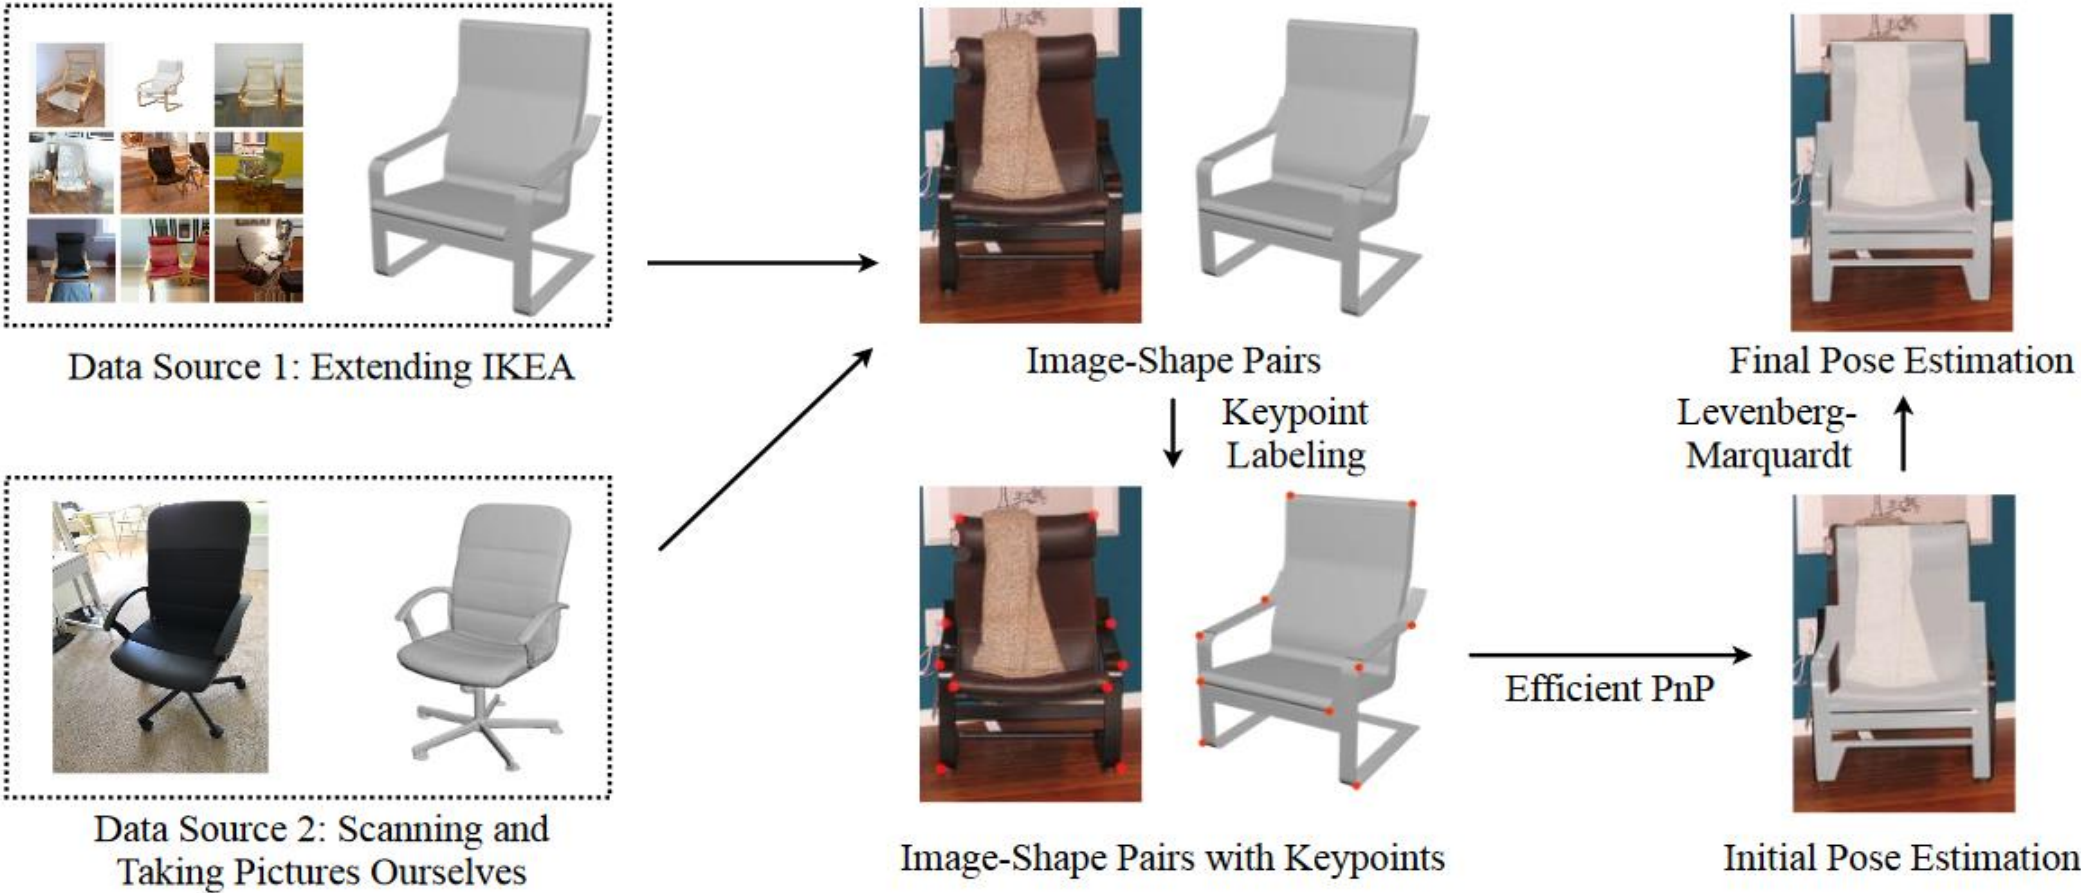 Data Source 1: Extending IKEA
Image-Shape Pairs
Final Pose Estimation
Keypoint
Labeling
Levenberg-
Marquardt
Efficient PnP
Data Source 2: Scanning and
Taking Pictures Ourselves
Image-Shape Pairs with Keypoints
Initial Pose Estimation